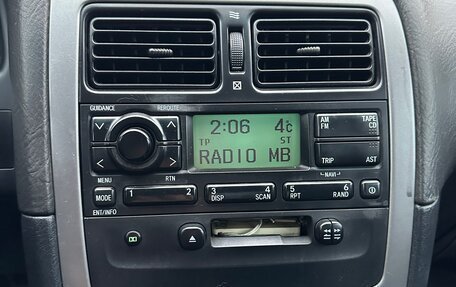 GUIDANCE REROUTE
2:06 4°C
TP ST
RADIO MB
AM TAPE
FM CD
TRIP AST
MENU RTN NAVI
MODE 1 2 3 4 5 6
DISP SCAN RPT RAND
ENT/INFO